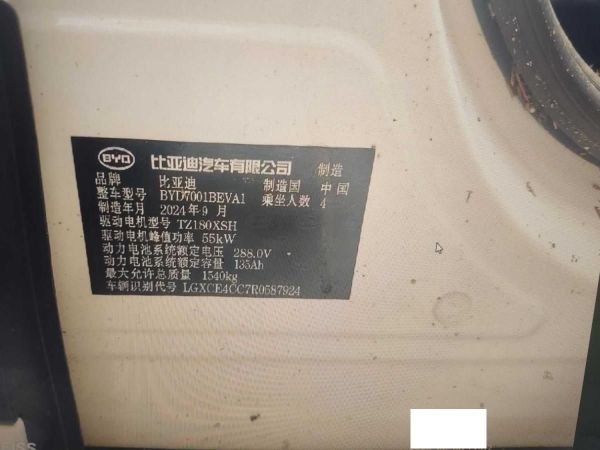 BYD 比亚迪汽车有限公司 制造
品牌 比亚迪 制造国 中国
整车型号 BYD7001BEVA1 乘坐人数 4
制造年月 2024年9月
驱动电机型号 TZ180XSH
驱动电机峰值功率 55kW
动力电池系统额定电压 288.0V
动力电池系统额定容量 135Ah
最大允许总质量 1540kg
车辆识别代号 LGXCE4CC7R0587924